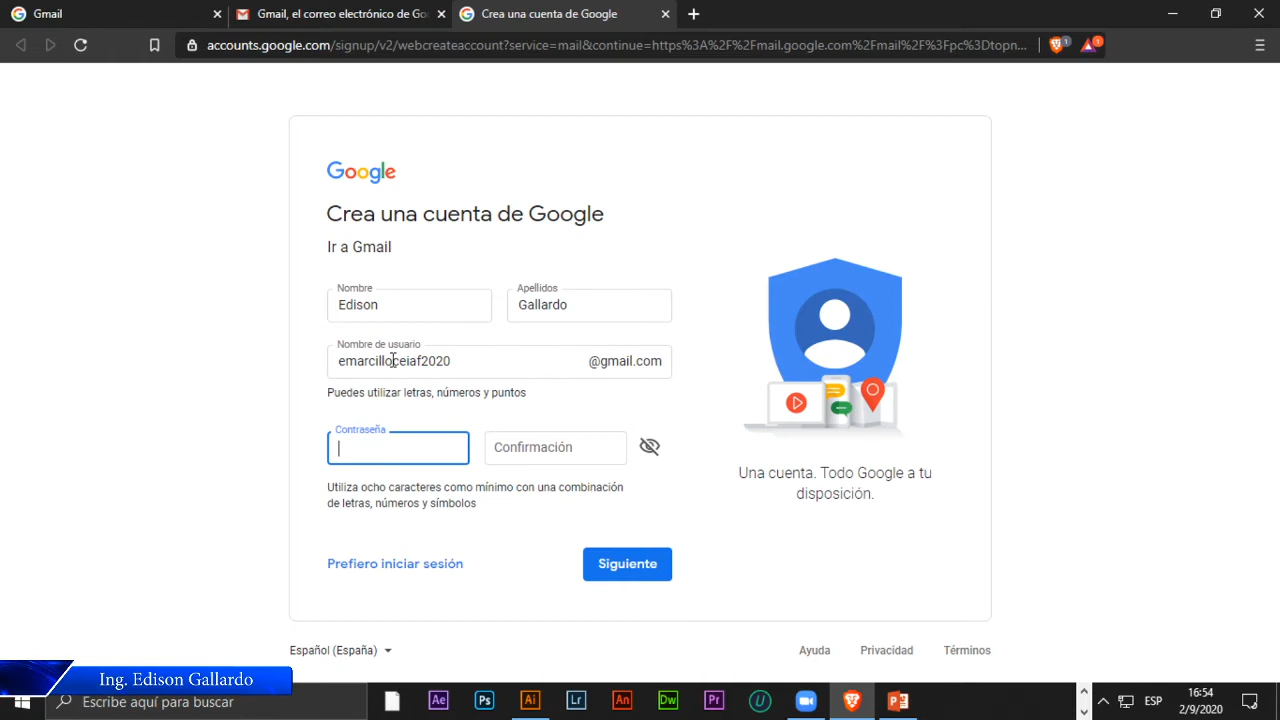 Gmail
Gmail, el correo electrónico de Go
Crea una cuenta de Google
accounts.google.com/signup/v2/webcreateaccount?service=mail&continue=https%3A%2F%2Fmail.google.com%2Fmail%2F%3Fpc%3Dtopn...
1
1
Google
Crea una cuenta de Google
Ir a Gmail
Nombre
Apellidos
Edison
Gallardo
Nombre de usuario
emarcilloceiaf2020
@gmail.com
Puedes utilizar letras, números y puntos
Contraseña
Confirmación
Utiliza ocho caracteres como mínimo con una combinación
de letras, números y símbolos
Una cuenta. Todo Google a tu
disposición.
Prefiero iniciar sesión
Siguiente
Español (España)
Ayuda
Privacidad
Términos
Ing. Edison Gallardo
Escribe aquí para buscar
Ae
Ps
Ai
Lr
An
Dw
Pr
U
ESP
16:54
2/9/2020